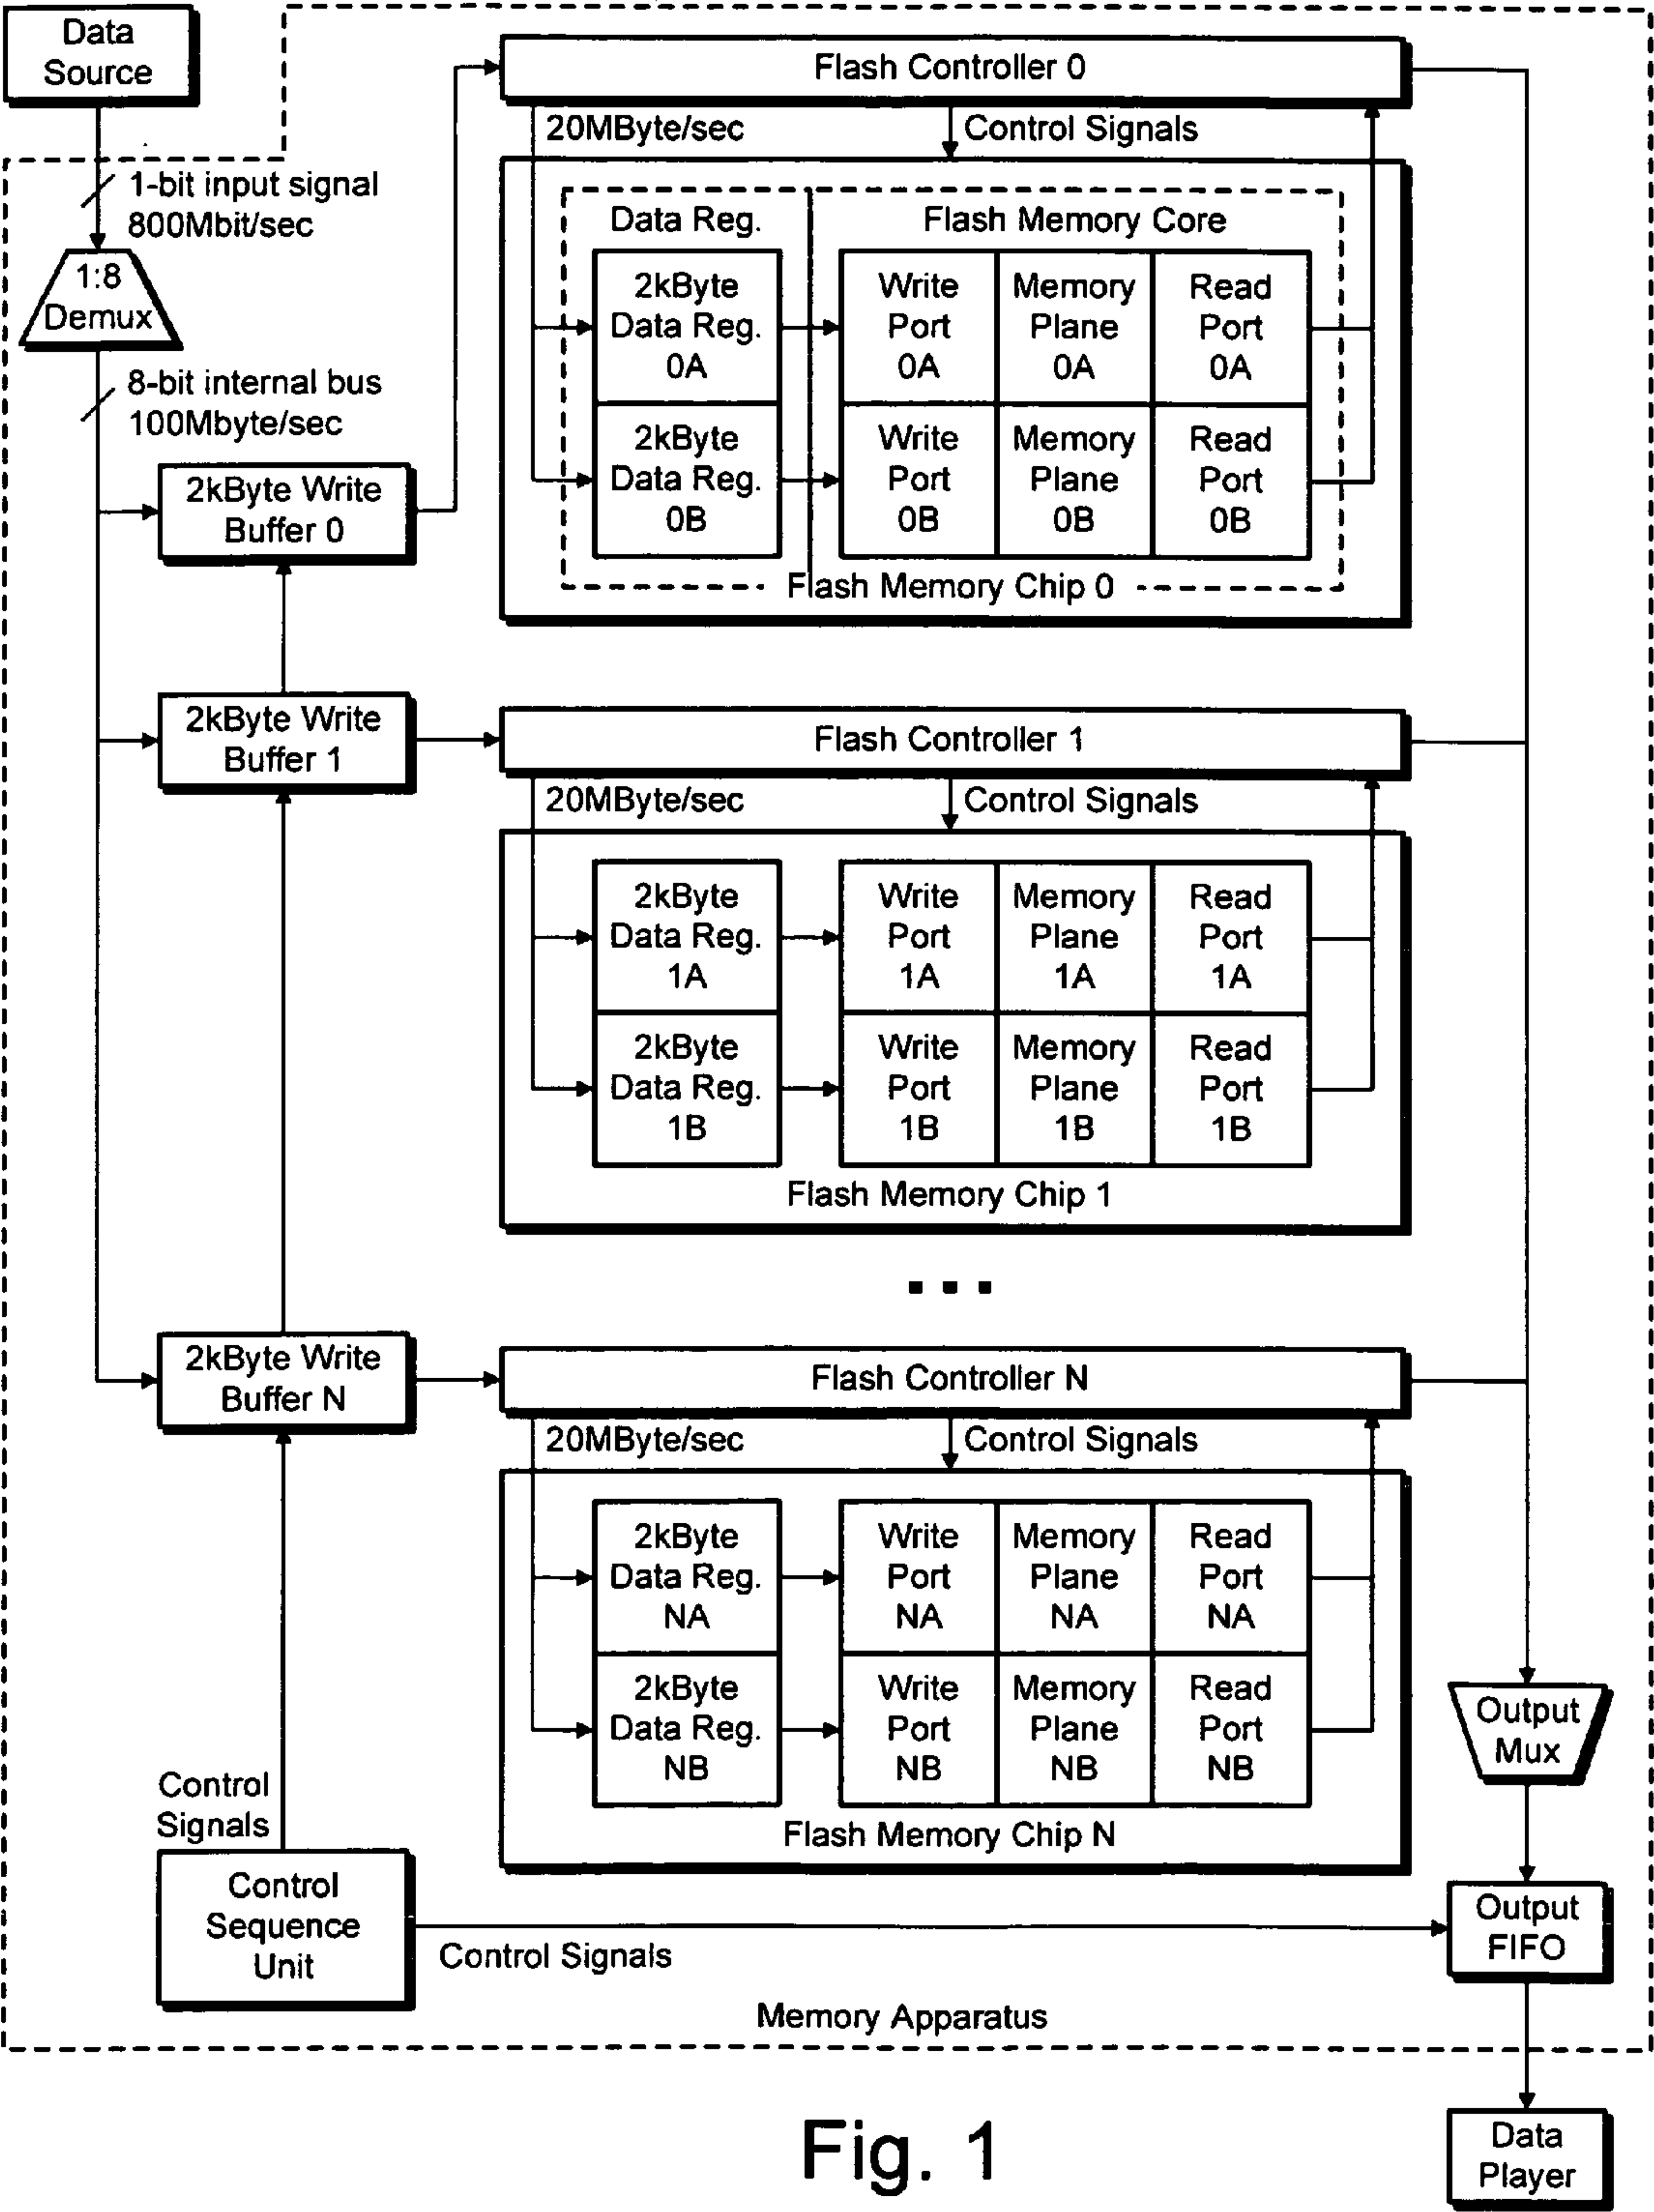 Data
Source
1-bit input signal
800Mbit/sec
1:8
Demux
8-bit internal bus
100Mbyte/sec
2kByte Write
Buffer 0
Flash Controller 0
20MByte/sec
Control Signals
Data Reg.
Flash Memory Core
2kByte
Data Reg.
0A
Write
Port
0A
Memory
Plane
0A
Read
Port
0A
2kByte
Data Reg.
0B
Write
Port
0B
Memory
Plane
0B
Read
Port
0B
Flash Memory Chip 0
2kByte Write
Buffer 1
Flash Controller 1
20MByte/sec
Control Signals
2kByte
Data Reg.
1A
Write
Port
1A
Memory
Plane
1A
Read
Port
1A
2kByte
Data Reg.
1B
Write
Port
1B
Memory
Plane
1B
Read
Port
1B
Flash Memory Chip 1
...
2kByte Write
Buffer N
Flash Controller N
20MByte/sec
Control Signals
2kByte
Data Reg.
NA
Write
Port
NA
Memory
Plane
NA
Read
Port
NA
2kByte
Data Reg.
NB
Write
Port
NB
Memory
Plane
NB
Read
Port
NB
Flash Memory Chip N
Control
Signals
Control
Sequence
Unit
Control Signals
Output
Mux
Output
FIFO
Memory Apparatus
Data
Player
Fig. 1